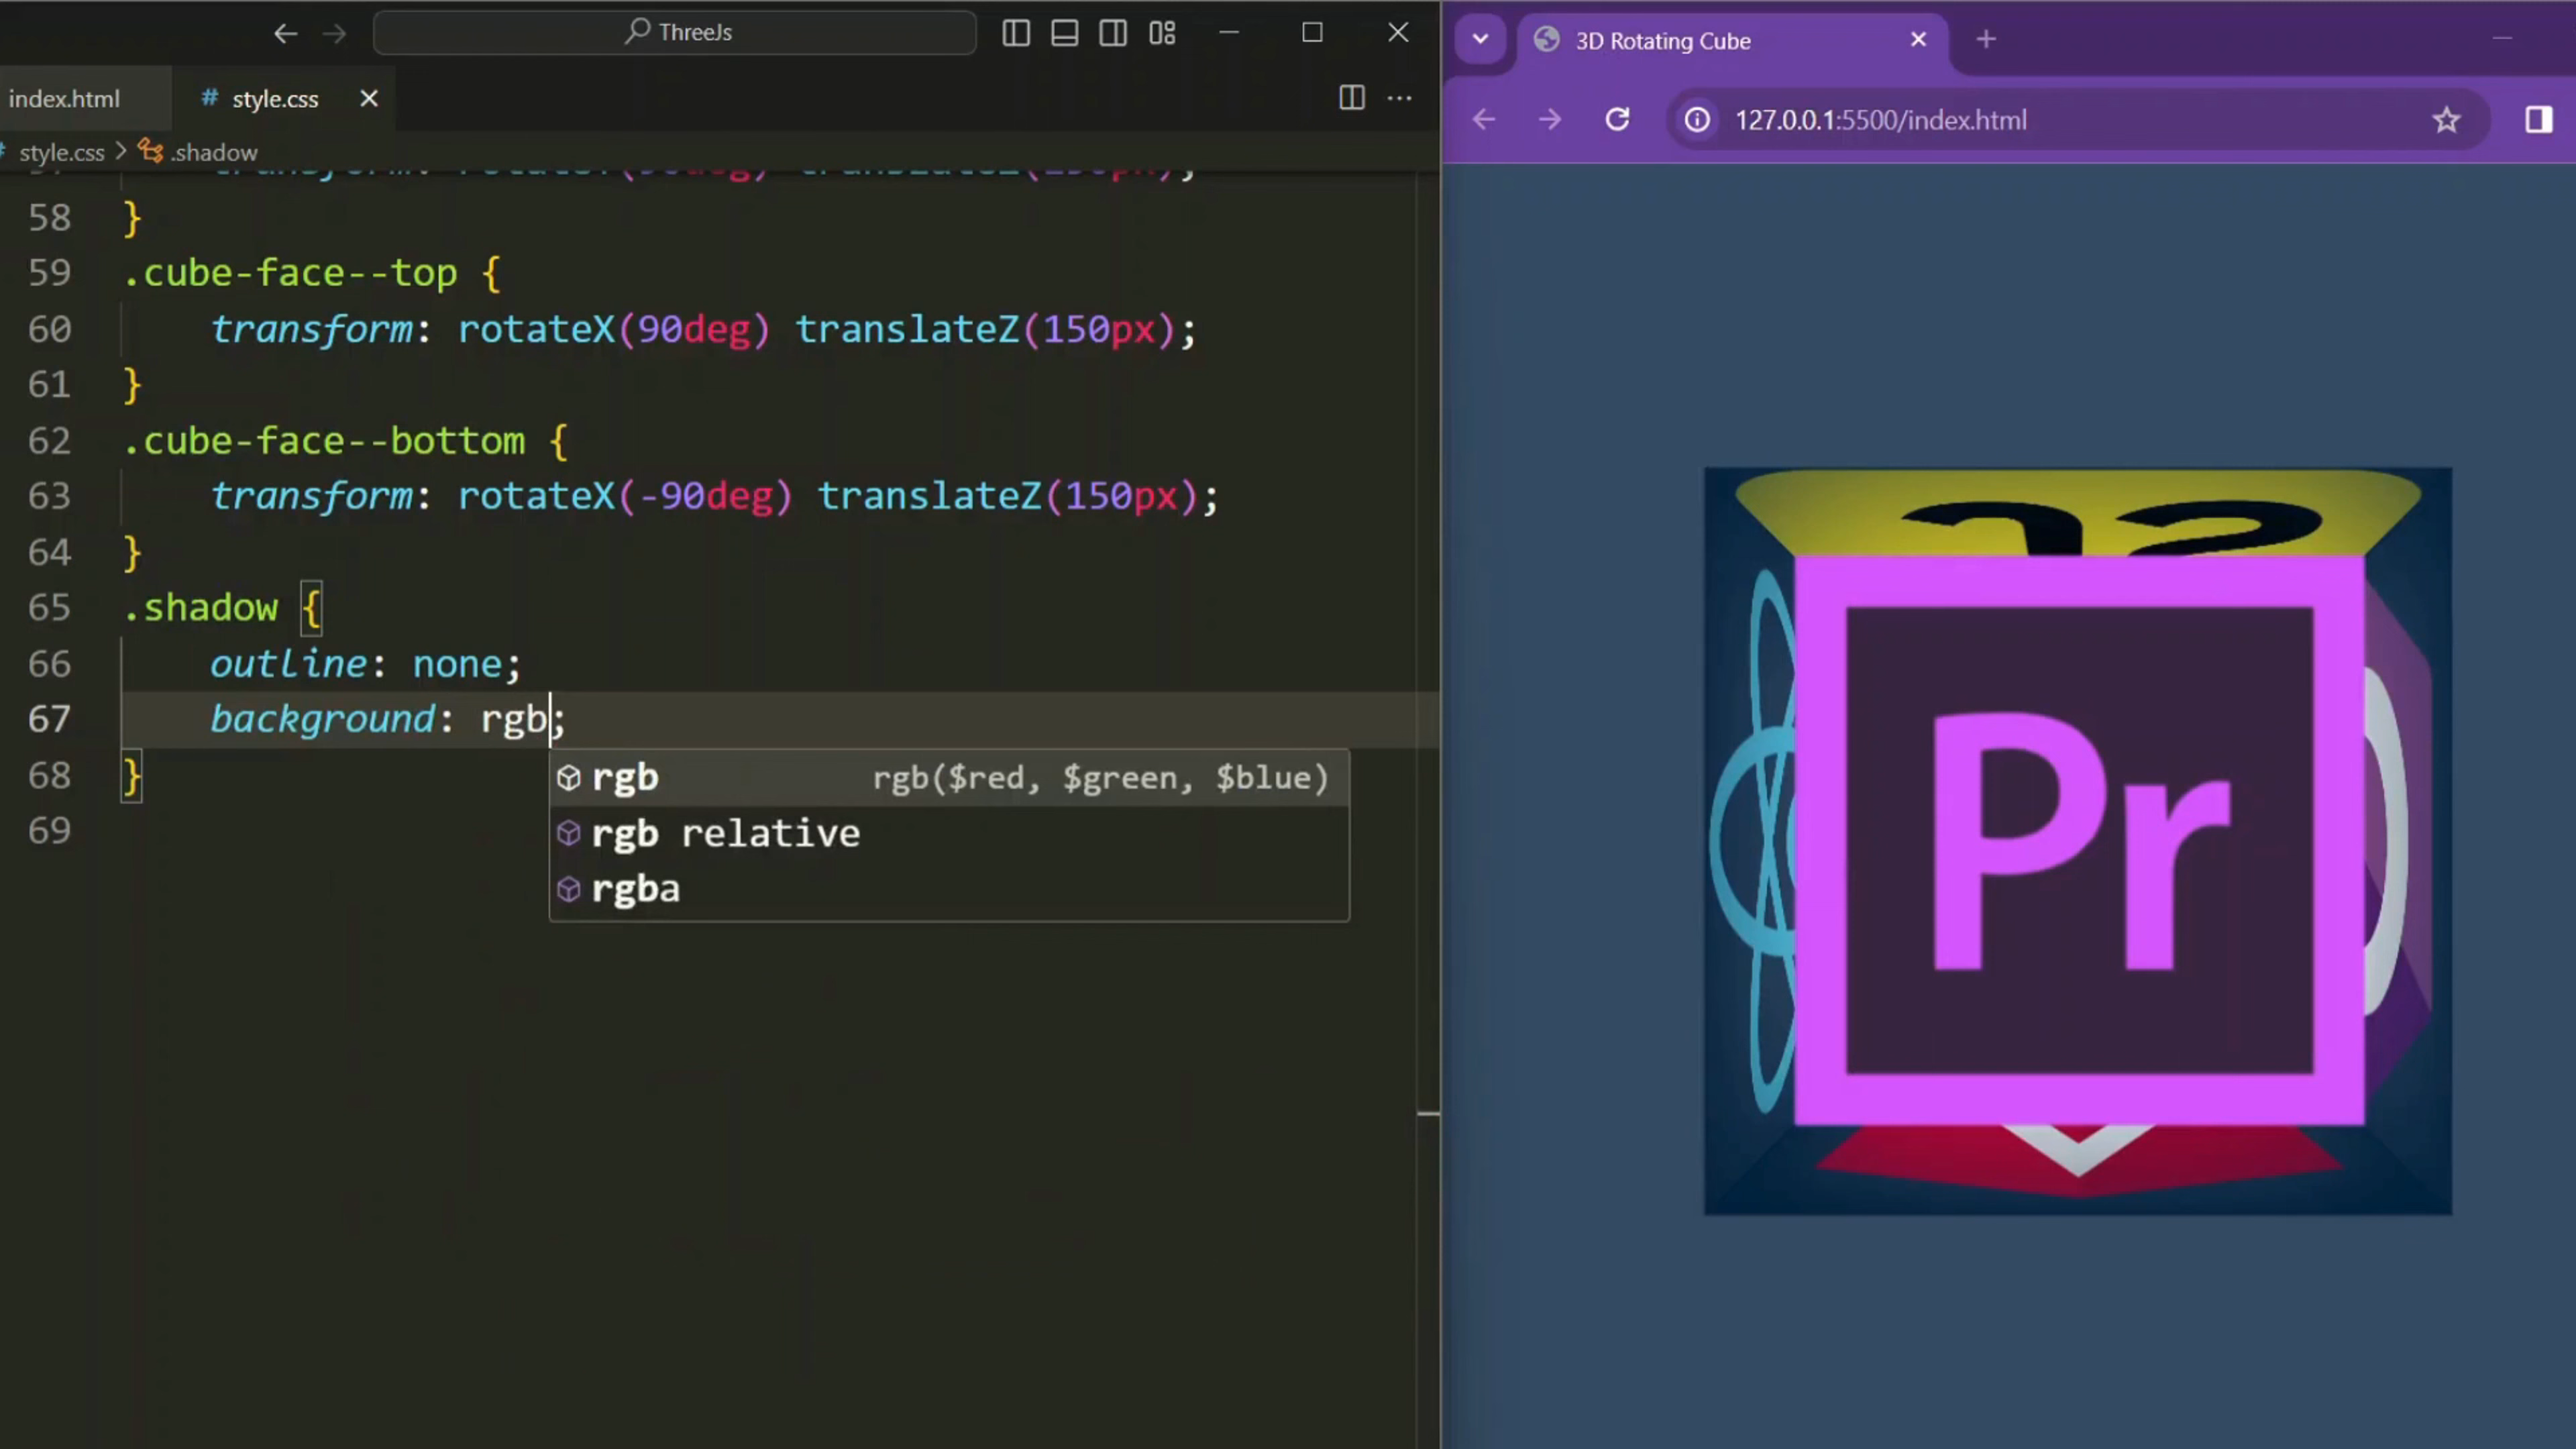 ThreeJs
index.html
# style.css
style.css > .shadow
58 }
59 .cube-face--top {
60 transform: rotateX(90deg) translateZ(150px);
61 }
62 .cube-face--bottom {
63 transform: rotateX(-90deg) translateZ(150px);
64 }
65 .shadow {
66 outline: none;
67 background: rgb;
68 }
69
rgb rgb($red, $green, $blue)
rgb relative
rgba
3D Rotating Cube
127.0.0.1:5500/index.html
Pr